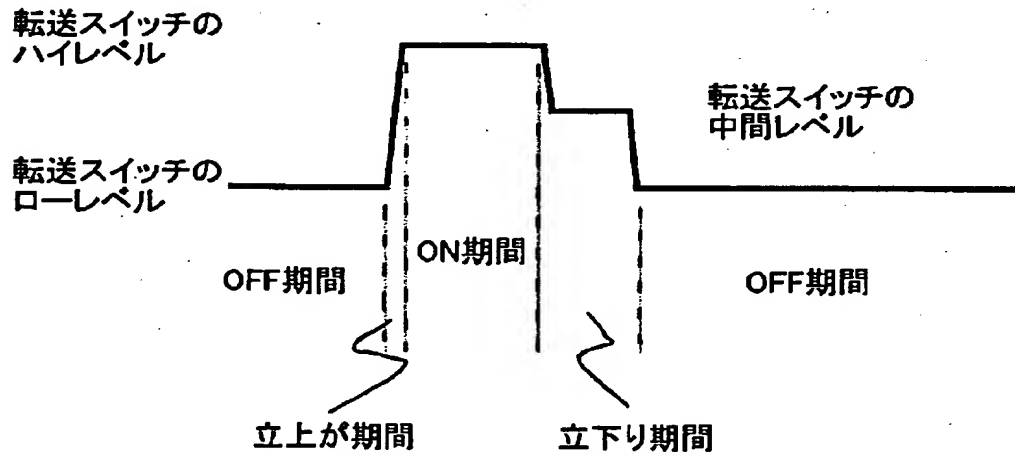 転送スイッチの
ハイレベル
転送スイッチの
中間レベル
転送スイッチの
ローレベル
OFF期間
ON期間
OFF期間
立上が期間
立下り期間